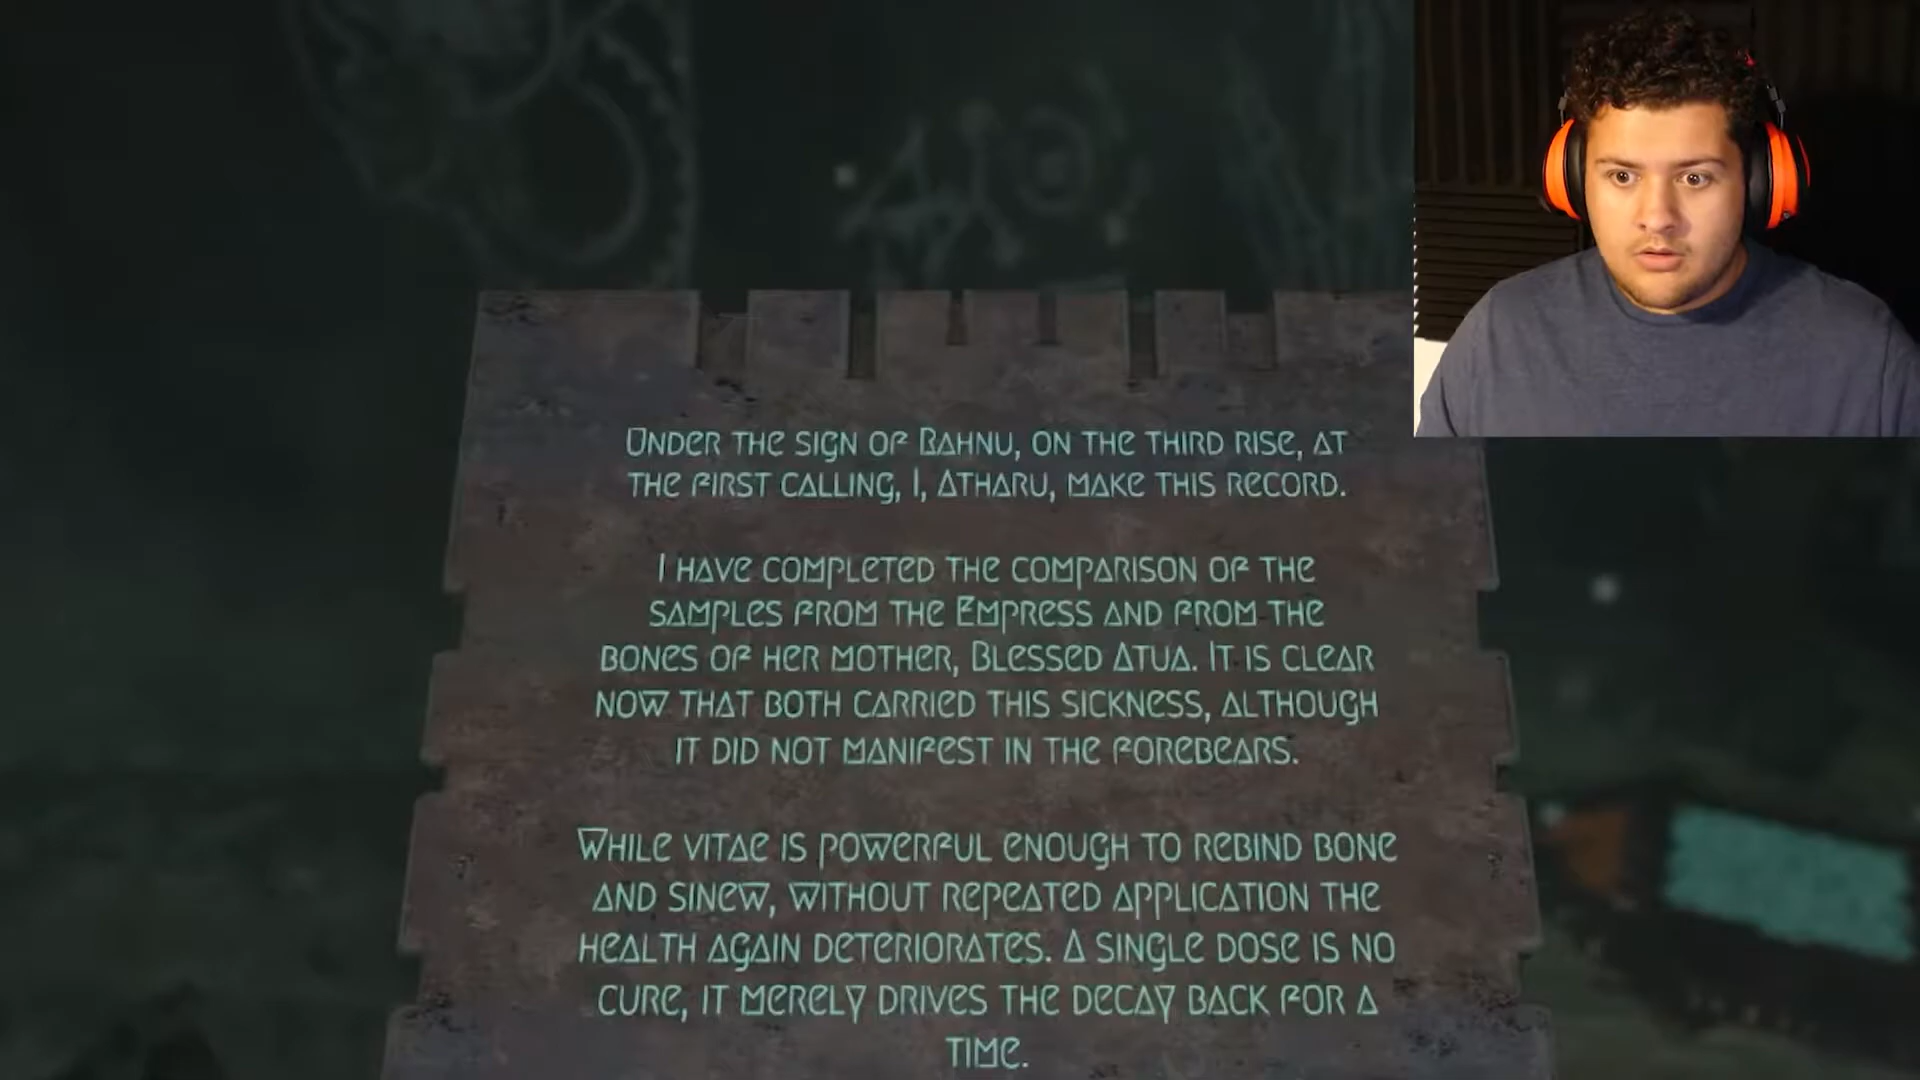 Under the sign of Bahnu, on the third rise, at
the first calling, I, Atharu, make this record.
I have completed the comparison of the
samples from the Empress and from the
bones of her mother, Blessed Atua. It is clear
now that both carried this sickness, although
it did not manifest in the forebears.
While vitae is powerful enough to rebind bone
and sinew, without repeated application the
health again deteriorates. A single dose is no
cure, it merely drives the decay back for a
time.